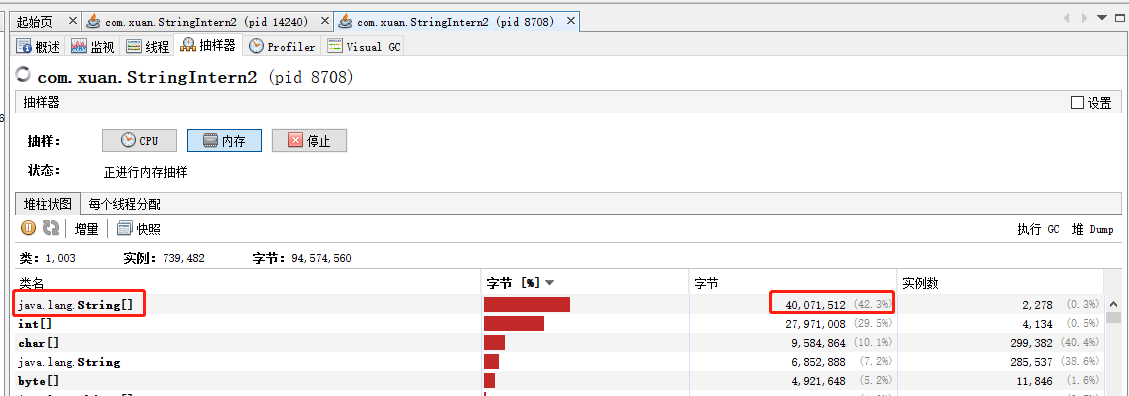 起始页 com.xuan.StringIntern2 (pid 14240) com.xuan.StringIntern2 (pid 8708)
概述 监视 线程 抽样器 Profiler Visual GC
com.xuan.StringIntern2 (pid 8708)
抽样器 设置
抽样： CPU 内存 停止
状态： 正进行内存抽样
堆柱状图 每个线程分配
增量 快照 执行 GC 堆 Dump
类：1,003 实例：739,482 字节：94,574,560
类名 字节 [%] 字节 实例数
java.lang.String[] 40,071,512 (42.3%) 2,278 (0.3%)
int[] 27,971,008 (29.5%) 4,134 (0.5%)
char[] 9,584,864 (10.1%) 299,382 (40.4%)
java.lang.String 6,852,888 (7.2%) 285,537 (38.6%)
byte[] 4,921,648 (5.2%) 11,846 (1.6%)